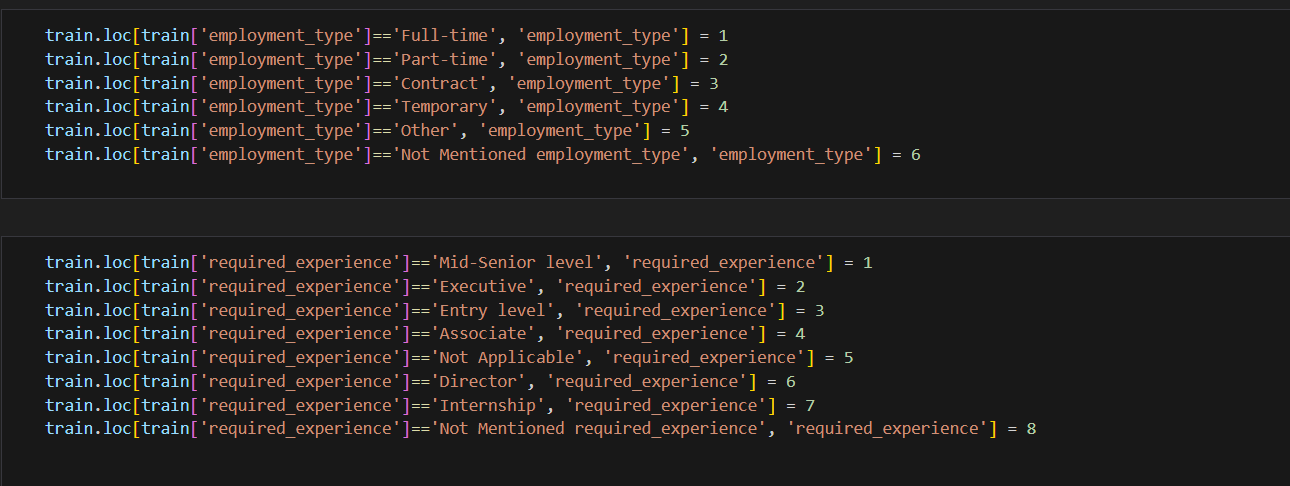 train.loc[train['employment_type']=='Full-time', 'employment_type'] = 1
train.loc[train['employment_type']=='Part-time', 'employment_type'] = 2
train.loc[train['employment_type']=='Contract', 'employment_type'] = 3
train.loc[train['employment_type']=='Temporary', 'employment_type'] = 4
train.loc[train['employment_type']=='Other', 'employment_type'] = 5
train.loc[train['employment_type']=='Not Mentioned employment_type', 'employment_type'] = 6
train.loc[train['required_experience']=='Mid-Senior level', 'required_experience'] = 1
train.loc[train['required_experience']=='Executive', 'required_experience'] = 2
train.loc[train['required_experience']=='Entry level', 'required_experience'] = 3
train.loc[train['required_experience']=='Associate', 'required_experience'] = 4
train.loc[train['required_experience']=='Not Applicable', 'required_experience'] = 5
train.loc[train['required_experience']=='Director', 'required_experience'] = 6
train.loc[train['required_experience']=='Internship', 'required_experience'] = 7
train.loc[train['required_experience']=='Not Mentioned required_experience', 'required_experience'] = 8